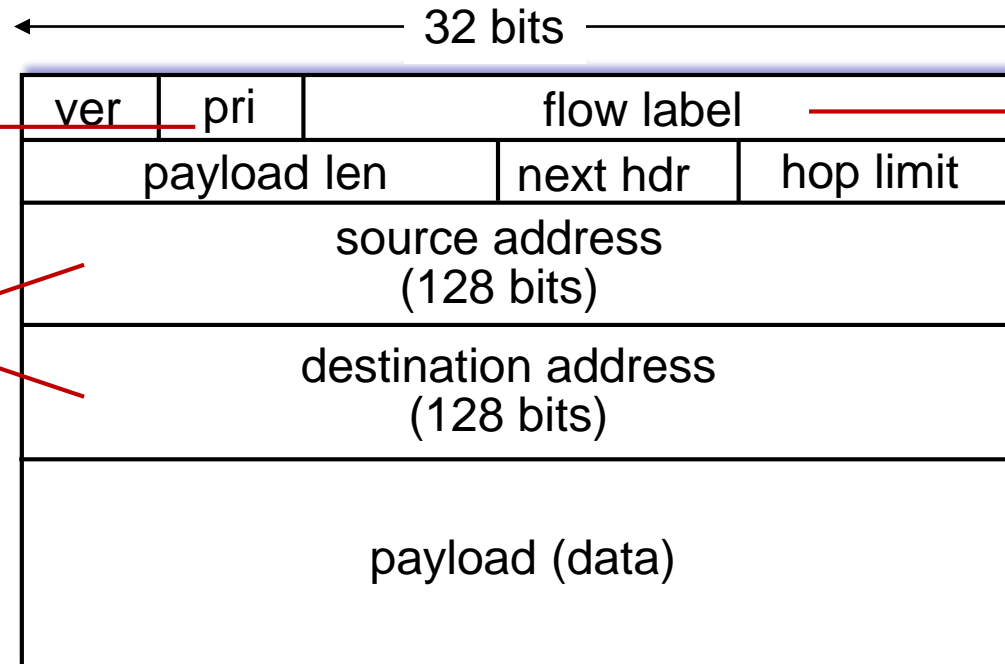 32 bits
ver pri flow label
payload len next hdr hop limit
source address
(128 bits)
destination address
(128 bits)
payload (data)